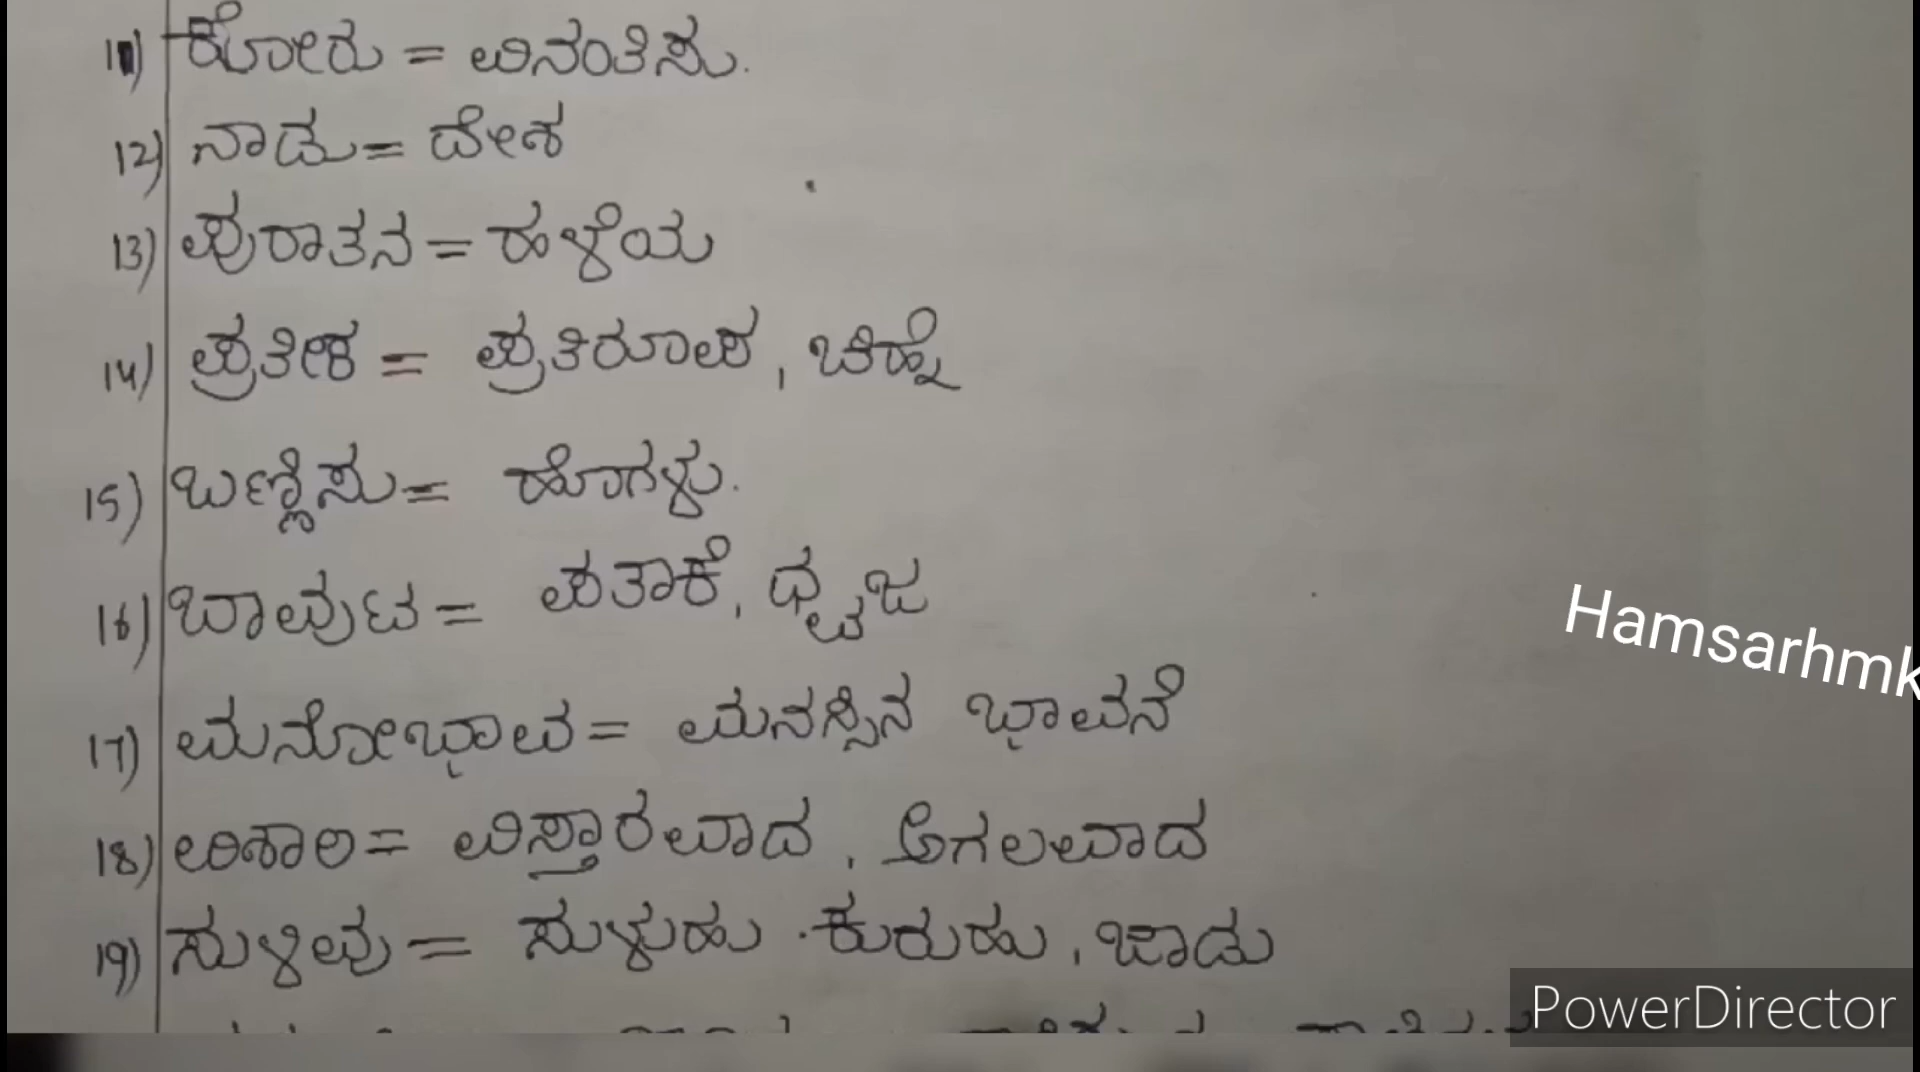 11) ಕೋರು = ವಿನಂತಿಸು.
12) ನಾಡು = ದೇಶ
13) ಪುರಾತನ = ಹಳೆಯ
14) ಪ್ರತೀಕ = ಪ್ರತಿರೂಪ, ಚಿಹ್ನೆ
15) ಬಣ್ಣಿಸು = ಹೊಗಳು.
16) ಬಾವುಟ = ಪತಾಕೆ, ಧ್ವಜ
17) ಮನೋಭಾವ = ಮನಸ್ಸಿನ ಭಾವನೆ
18) ವಿಶಾಲ = ವಿಸ್ತಾರವಾದ, ಅಗಲವಾದ
19) ಸುಳಿವು = ಸುಳುಹು . ಕುರುಹು, ಜಾಡು
Hamsarhmk
PowerDirector